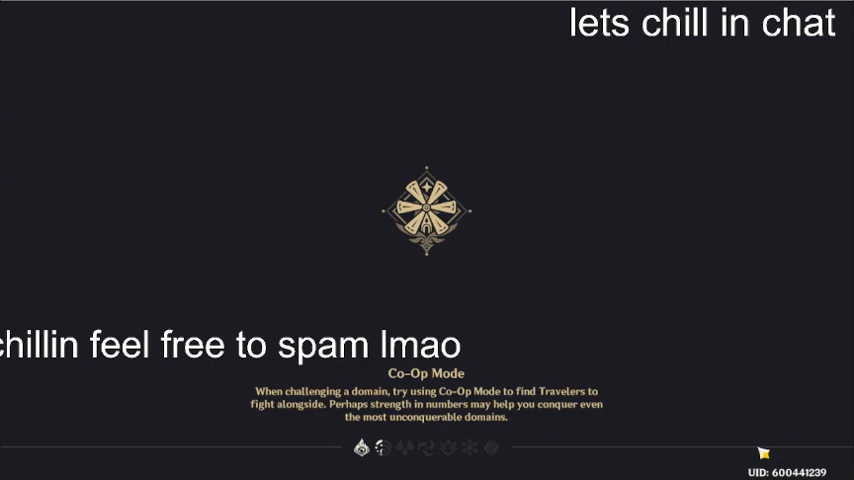 lets chill in chat
chillin feel free to spam lmao
Co-Op Mode
When challenging a domain, try using Co-Op Mode to find Travelers to
fight alongside. Perhaps strength in numbers may help you conquer even
the most unconquerable domains.
UID: 600441239